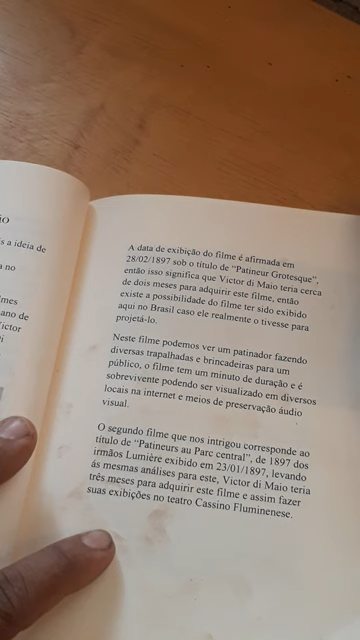 ão
s a ideia de
a no
mes
ano de
ictor
i
A data de exibição do filme é afirmada em
28/02/1897 sob o titulo de "Patineur Grotesque",
então isso significa que Victor di Maio teria cerca
de dois meses para adquirir este filme, então
existe a possibilidade do filme ter sido exibido
aqui no Brasil caso ele realmente o tivesse para
projetá-lo.
Neste filme podemos ver um patinador fazendo
diversas trapalhadas e brincadeiras para um
público, o filme tem um minuto de duração e é
sobrevivente podendo ser visualizado em diversos
locais na internet e meios de preservação áudio
visual.
O segundo filme que nos intrigou corresponde ao
título de "Patineurs au Parc central", de 1897 dos
irmãos Lumière exibido em 23/01/1897, levando
ás mesmas análises para este, Victor di Maio teria
três meses para adquirir este filme e assim fazer
suas exibições no teatro Cassino Fluminenese.